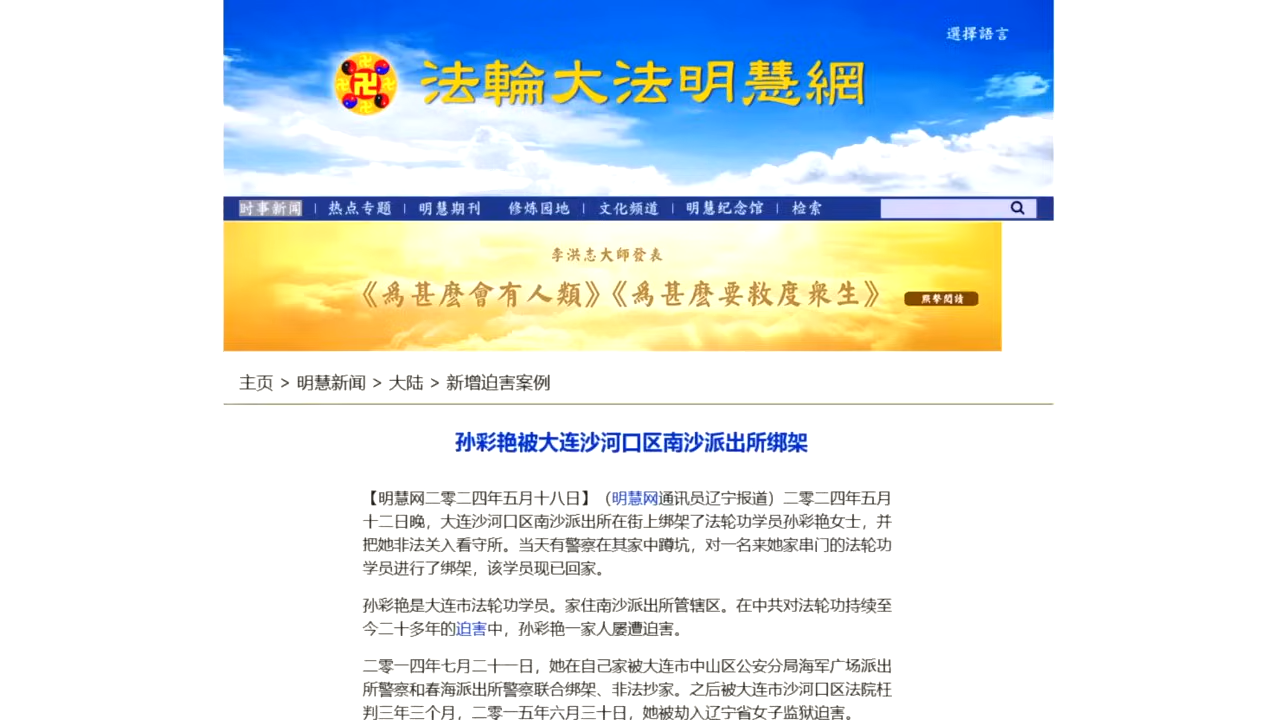 選擇語言
法輪大法明慧網
时事新闻 | 热点专题 | 明慧期刊 修炼园地 | 文化频道 | 明慧纪念馆 | 检索
李洪志大師發表
《爲甚麽會有人類》《爲甚麽要救度衆生》
點擊閱讀
主页 > 明慧新闻 > 大陆 > 新增迫害案例
孙彩艳被大连沙河口区南沙派出所绑架
【明慧网二零二四年五月十八日】（明慧网通讯员辽宁报道）二零二四年五月
十二日晚，大连沙河口区南沙派出所在街上绑架了法轮功学员孙彩艳女士，并
把她非法关入看守所。当天有警察在其家中蹲坑，对一名来她家串门的法轮功
学员进行了绑架，该学员现已回家。
孙彩艳是大连市法轮功学员。家住南沙派出所管辖区。在中共对法轮功持续至
今二十多年的迫害中，孙彩艳一家人屡遭迫害。
二零一四年七月二十一日，她在自己家被大连市中山区公安分局海军广场派出
所警察和春海派出所警察联合绑架、非法抄家。之后被大连市沙河口区法院枉
判三年三个月，二零一五年六月三十日，她被劫入辽宁省女子监狱迫害。